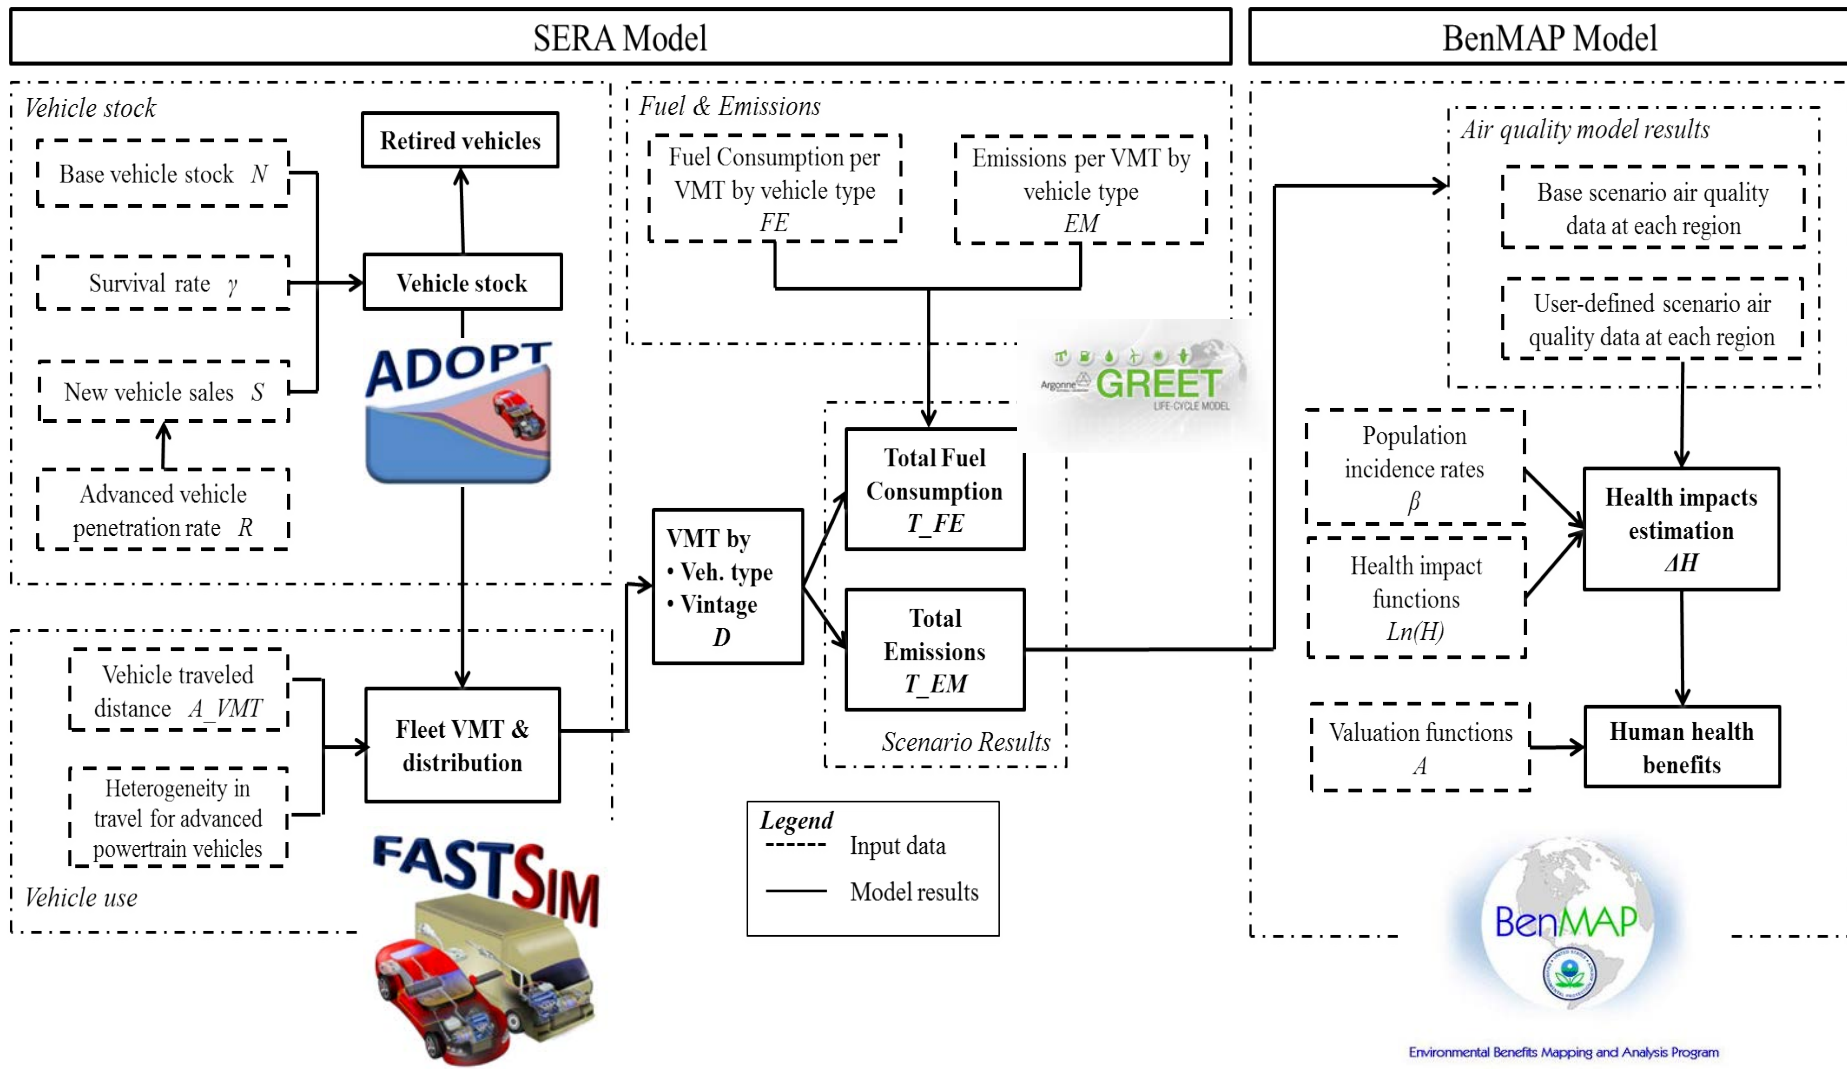 SERA Model
BenMAP Model
Vehicle stock
Base vehicle stock N
Survival rate γ
New vehicle sales S
Advanced vehicle
penetration rate R
Retired vehicles
Vehicle stock
ADOPT
Fuel & Emissions
Fuel Consumption per
VMT by vehicle type
FE
Emissions per VMT by
vehicle type
EM
Argonne
GREET
LIFE-CYCLE MODEL
Vehicle traveled
distance A_VMT
Heterogeneity in
travel for advanced
powertrain vehicles
Vehicle use
Fleet VMT &
distribution
FASTSIM
VMT by
• Veh. type
• Vintage
D
Total Fuel
Consumption
T_FE
Total
Emissions
T_EM
Scenario Results
Legend
Input data
Model results
Air quality model results
Base scenario air quality
data at each region
User-defined scenario air
quality data at each region
Population
incidence rates
β
Health impact
functions
Ln(H)
Health impacts
estimation
ΔH
Valuation functions
A
Human health
benefits
BenMAP
Environmental Benefits Mapping and Analysis Program